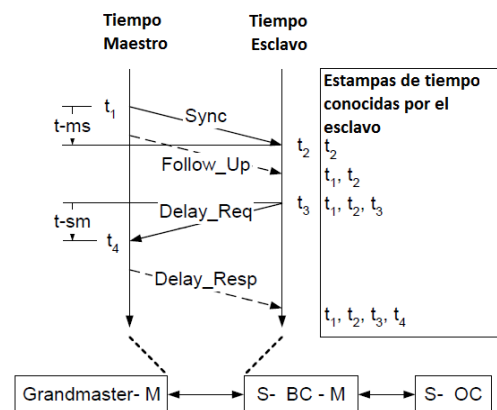 Tiempo
Maestro
Tiempo
Esclavo
Estampas de tiempo
conocidas por el
esclavo
t1
t-ms
Sync
t2
t2
Follow_Up
t1, t2
t3
t1, t2, t3
t-sm
Delay_Req
t4
Delay_Resp
t1, t2, t3, t4
Grandmaster- M
S- BC - M
S- OC